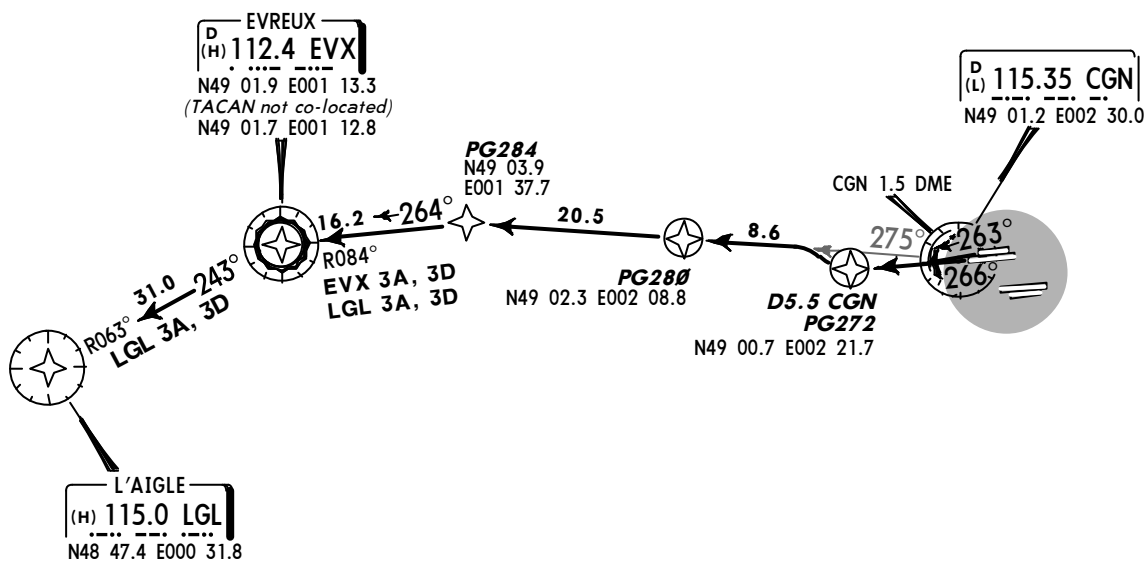 EVREUX
D
(H) 112.4 EVX
N49 01.9 E001 13.3
(TACAN not co-located)
N49 01.7 E001 12.8
D
(L) 115.35 CGN
N49 01.2 E002 30.0
PG284
N49 03.9
E001 37.7
CGN 1.5 DME
16.2
264°
20.5
8.6
275°
263°
266°
R084°
EVX 3A, 3D
LGL 3A, 3D
PG28Ø
N49 02.3 E002 08.8
D5.5 CGN
PG272
N49 00.7 E002 21.7
31.0
243°
R063°
LGL 3A, 3D
L'AIGLE
(H) 115.0 LGL
N48 47.4 E000 31.8